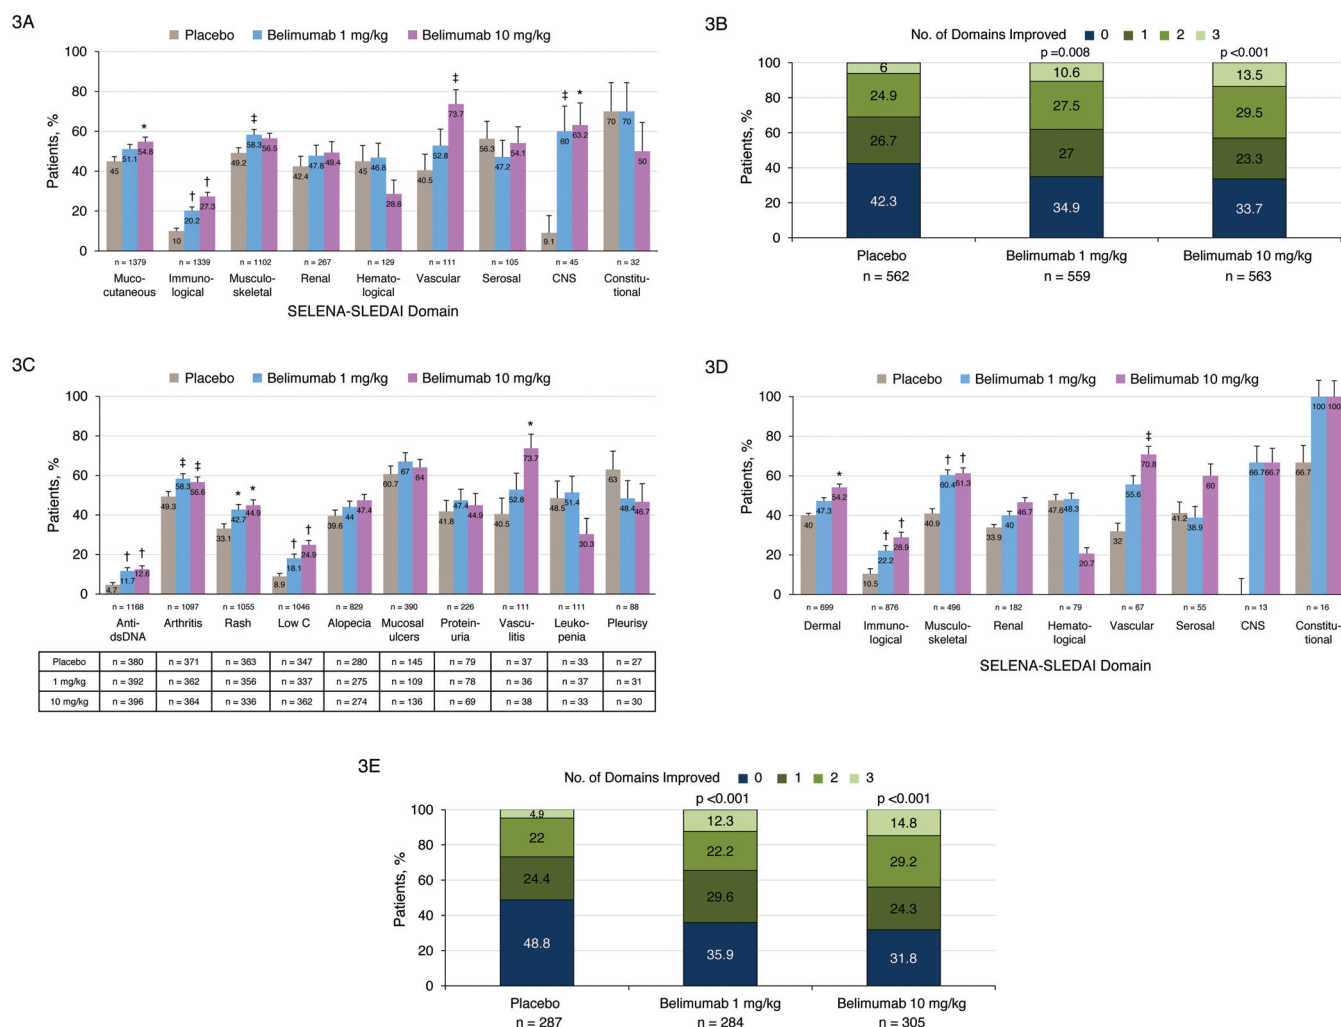 3A
Placebo Belimumab 1 mg/kg Belimumab 10 mg/kg
Patients, %
100
80
60
40
20
0
45 51.1 54.8 *
10 20.2 † 27.3 †
49.2 58.3 ‡ 56.5
42.4 47.8 49.4
45 46.8 28.6
40.5 52.8 73.7 ‡
56.3 47.2 54.1
9.1 60 ‡ 63.2 *
70 70 50
n = 1379 n = 1339 n = 1102 n = 267 n = 129 n = 111 n = 105 n = 45 n = 32
Muco-
cutaneous
Immuno-
logical
Musculo-
skeletal
Renal
Hemato-
logical
Vascular
Serosal
CNS
Constitu-
tional
SELENA-SLEDAI Domain
3B
No. of Domains Improved 0 1 2 3
p =0.008 p <0.001
Patients, %
100
80
60
40
20
0
6 10.6 13.5
24.9 27.5 29.5
26.7 27 23.3
42.3 34.9 33.7
Placebo Belimumab 1 mg/kg Belimumab 10 mg/kg
n = 562 n = 559 n = 563
3C
Placebo Belimumab 1 mg/kg Belimumab 10 mg/kg
Patients, %
100
80
60
40
20
0
4.7 11.7 † 12.6 †
49.3 58.3 ‡ 56.6 ‡
33.1 42.7 * 44.9 *
8.9 18.1 † 24.9 †
39.6 44 47.4
60.7 67 64
41.8 47.4 44.9
40.5 52.8 73.7 *
48.5 51.4 30.3
63 48.4 46.7
n = 1168 n = 1097 n = 1055 n = 1046 n = 829 n = 390 n = 226 n = 111 n = 111 n = 88
Anti-
dsDNA
Arthritis
Rash
Low C
Alopecia
Mucosal
ulcers
Protein-
uria
Vascu-
litis
Leuko-
penia
Pleurisy
Placebo n = 380 n = 371 n = 363 n = 347 n = 280 n = 145 n = 79 n = 37 n = 33 n = 27
1 mg/kg n = 392 n = 362 n = 356 n = 337 n = 275 n = 109 n = 78 n = 36 n = 37 n = 31
10 mg/kg n = 396 n = 364 n = 336 n = 362 n = 274 n = 136 n = 69 n = 38 n = 33 n = 30
3D
Placebo Belimumab 1 mg/kg Belimumab 10 mg/kg
Patients, %
100
80
60
40
20
0
40 47.3 54.2 *
10.5 22.2 † 28.9 †
40.9 60.4 † 61.3 †
33.9 40 46.7
47.6 48.3 20.7
32 55.6 70.8 ‡
41.2 38.9 60
66.7 66.7
66.7 100 100
n = 699 n = 876 n = 496 n = 182 n = 79 n = 67 n = 55 n = 13 n = 16
Dermal
Immuno-
logical
Musculo-
skeletal
Renal
Hemato-
logical
Vascular
Serosal
CNS
Constitu-
tional
SELENA-SLEDAI Domain
3E
No. of Domains Improved 0 1 2 3
p <0.001 p <0.001
Patients, %
100
80
60
40
20
0
4.9 12.3 14.8
22 22.2 29.2
24.4 29.6 24.3
48.8 35.9 31.8
Placebo Belimumab 1 mg/kg Belimumab 10 mg/kg
n = 287 n = 284 n = 305